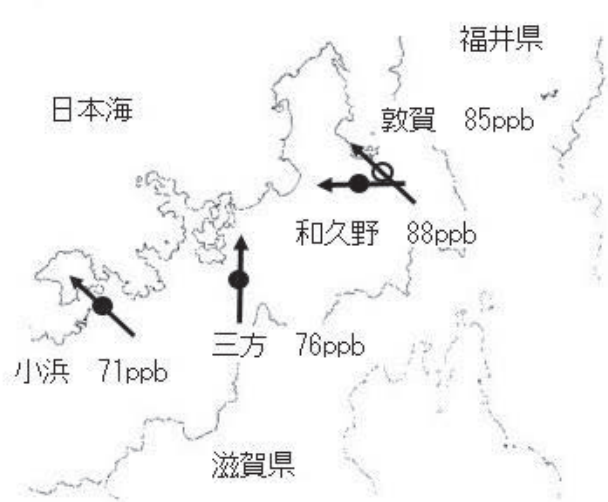 福井県
日本海
敦賀　85ppb
和久野　88ppb
三方　76ppb
小浜　71ppb
滋賀県